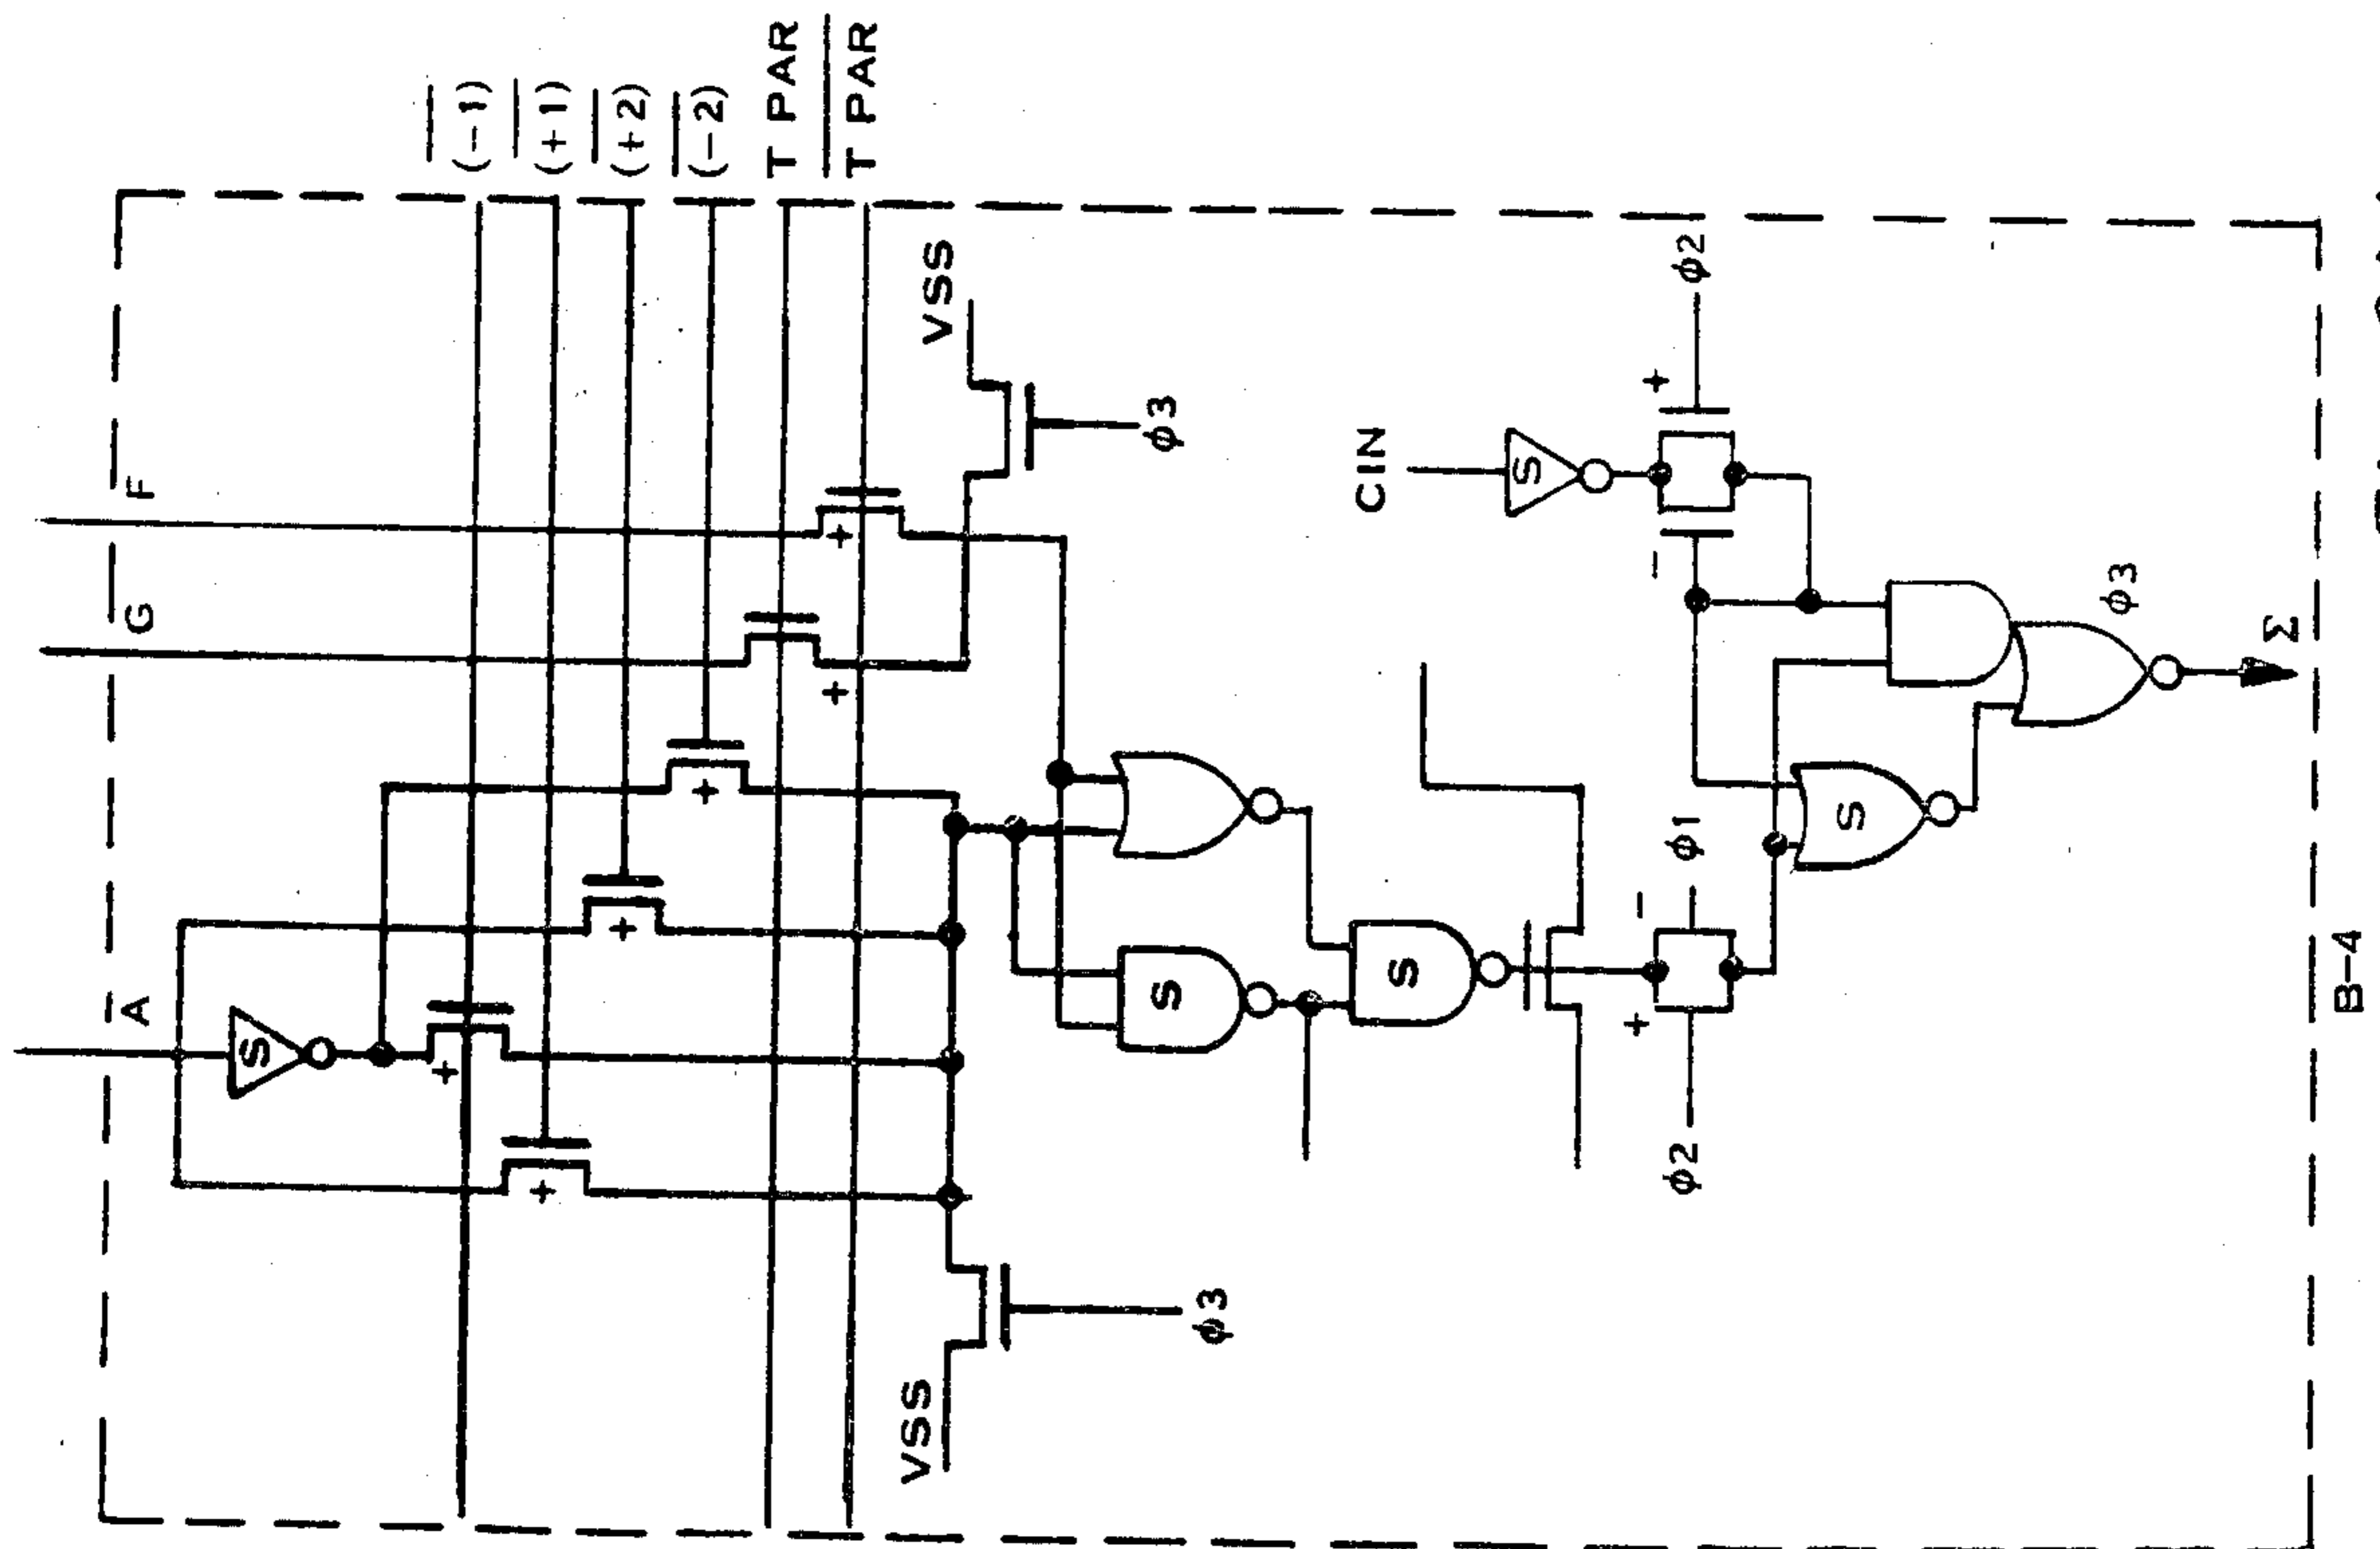 (-1)
(+1)
(+2)
(-2)
T PAR
T PAR
F
G
A
VSS
φ3
VSS
φ3
S
+
+
+
+
+
+
S
S
CIN
S
+
-
φ2
φ1
-
+
φ2
S
φ3
Σ
B-4